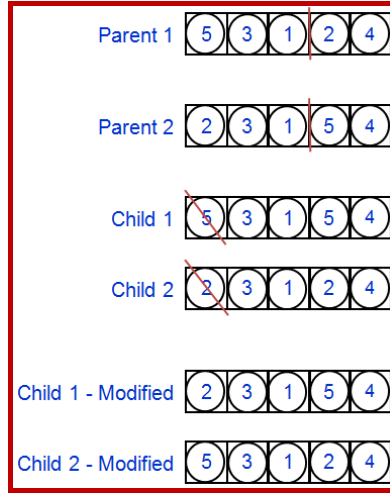 Parent 1 5 3 1 2 4
Parent 2 2 3 1 5 4
Child 1 5 3 1 5 4
Child 2 2 3 1 2 4
Child 1 - Modified 2 3 1 5 4
Child 2 - Modified 5 3 1 2 4